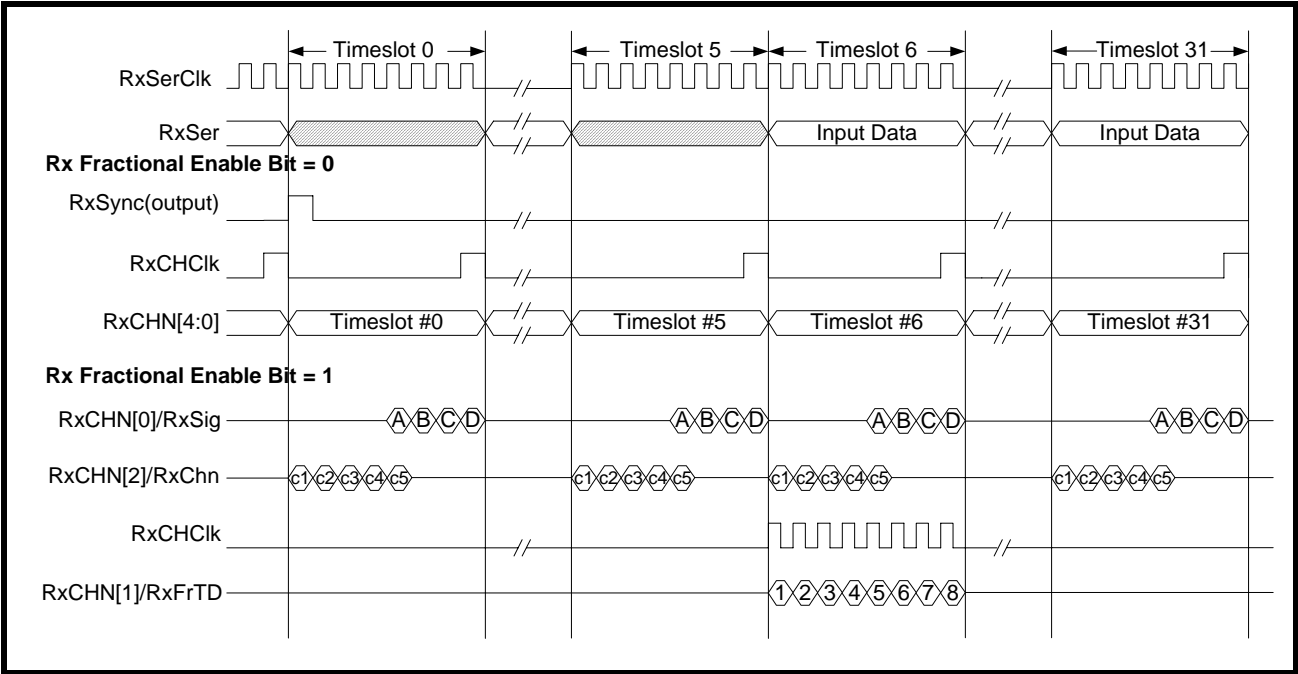 Timeslot 0 Timeslot 5 Timeslot 6 Timeslot 31
RxSerClk
RxSer Input Data Input Data
Rx Fractional Enable Bit = 0
RxSync(output)
RxCHClk
RxCHN[4:0] Timeslot #0 Timeslot #5 Timeslot #6 Timeslot #31
Rx Fractional Enable Bit = 1
RxCHN[0]/RxSig A B C D A B C D A B C D A B C D
RxCHN[2]/RxChn c1 c2 c3 c4 c5 c1 c2 c3 c4 c5 c1 c2 c3 c4 c5 c1 c2 c3 c4 c5
RxCHClk
RxCHN[1]/RxFrTD 1 2 3 4 5 6 7 8